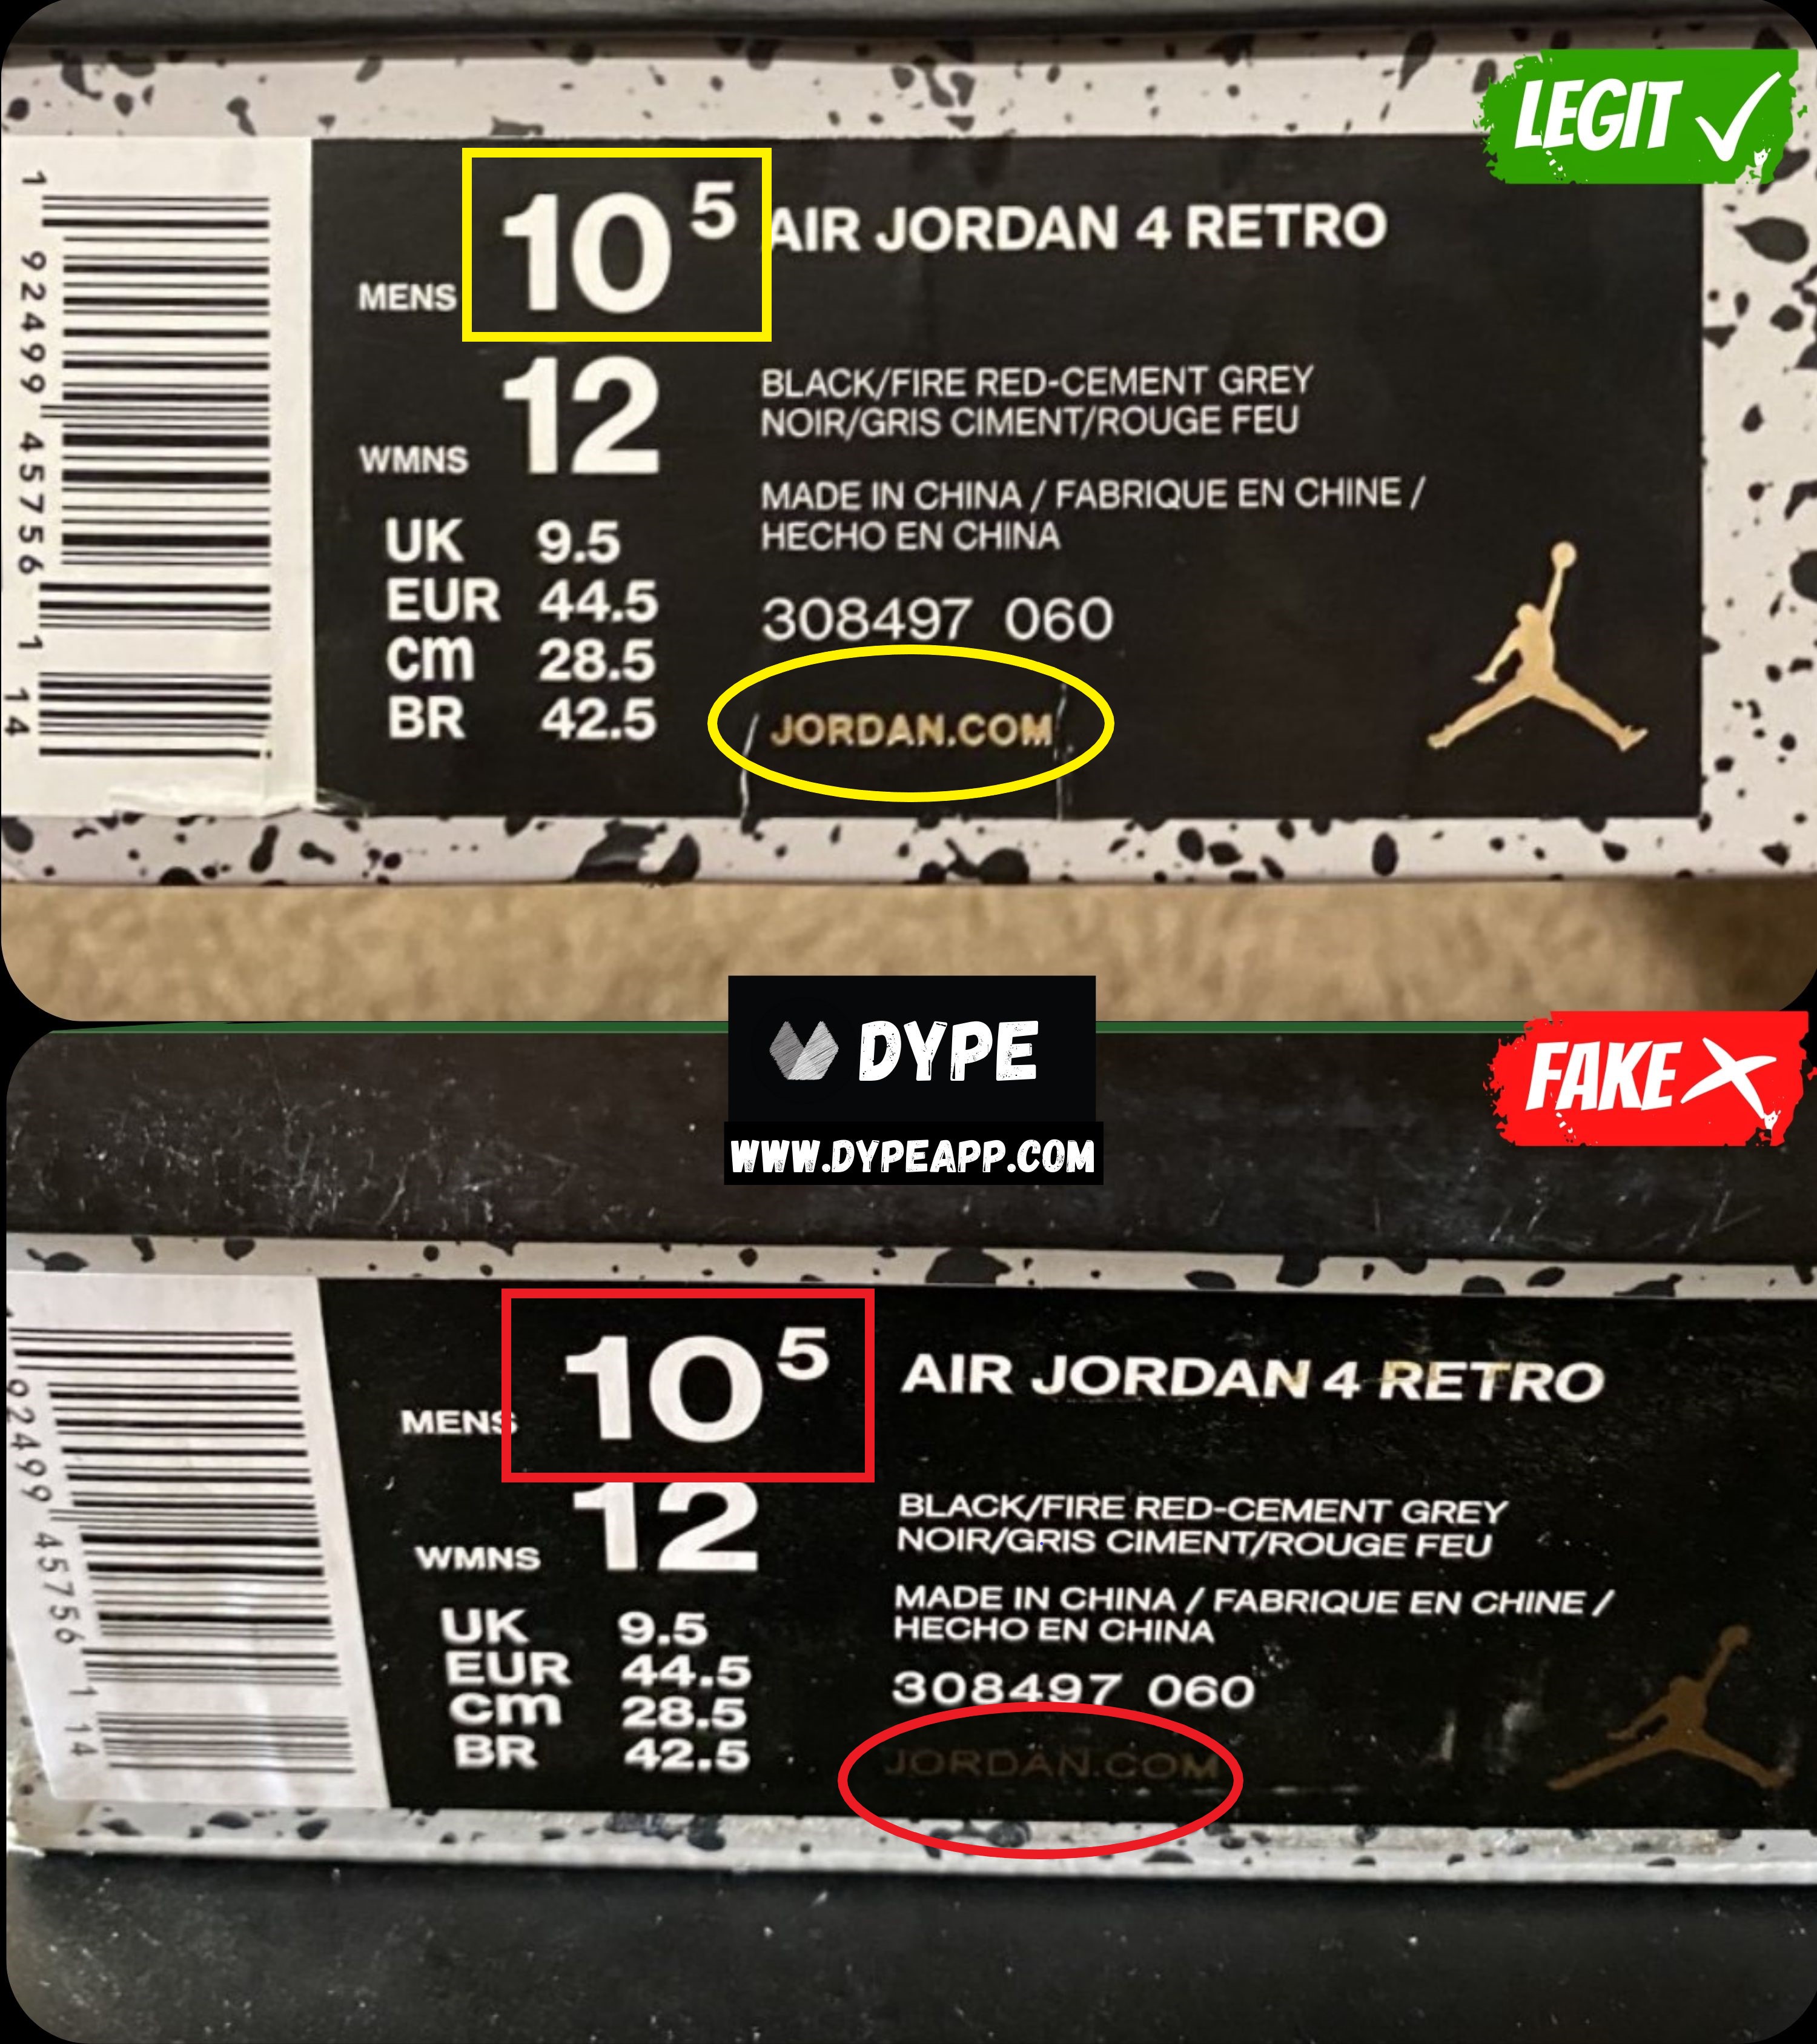 LEGIT
1 92499 45756 1 14
10 5
AIR JORDAN 4 RETRO
MENS
12
WMNS
BLACK/FIRE RED-CEMENT GREY
NOIR/GRIS CIMENT/ROUGE FEU
MADE IN CHINA / FABRIQUE EN CHINE /
HECHO EN CHINA
UK 9.5
EUR 44.5
cm 28.5
BR 42.5
308497 060
JORDAN.COM
DYPE
WWW.DYPEAPP.COM
FAKE
92499 45756 1 14
10 5
AIR JORDAN 4 RETRO
MENS
12
WMNS
BLACK/FIRE RED-CEMENT GREY
NOIR/GRIS CIMENT/ROUGE FEU
MADE IN CHINA / FABRIQUE EN CHINE /
HECHO EN CHINA
UK 9.5
EUR 44.5
cm 28.5
BR 42.5
308497 060
JORDAN.COM